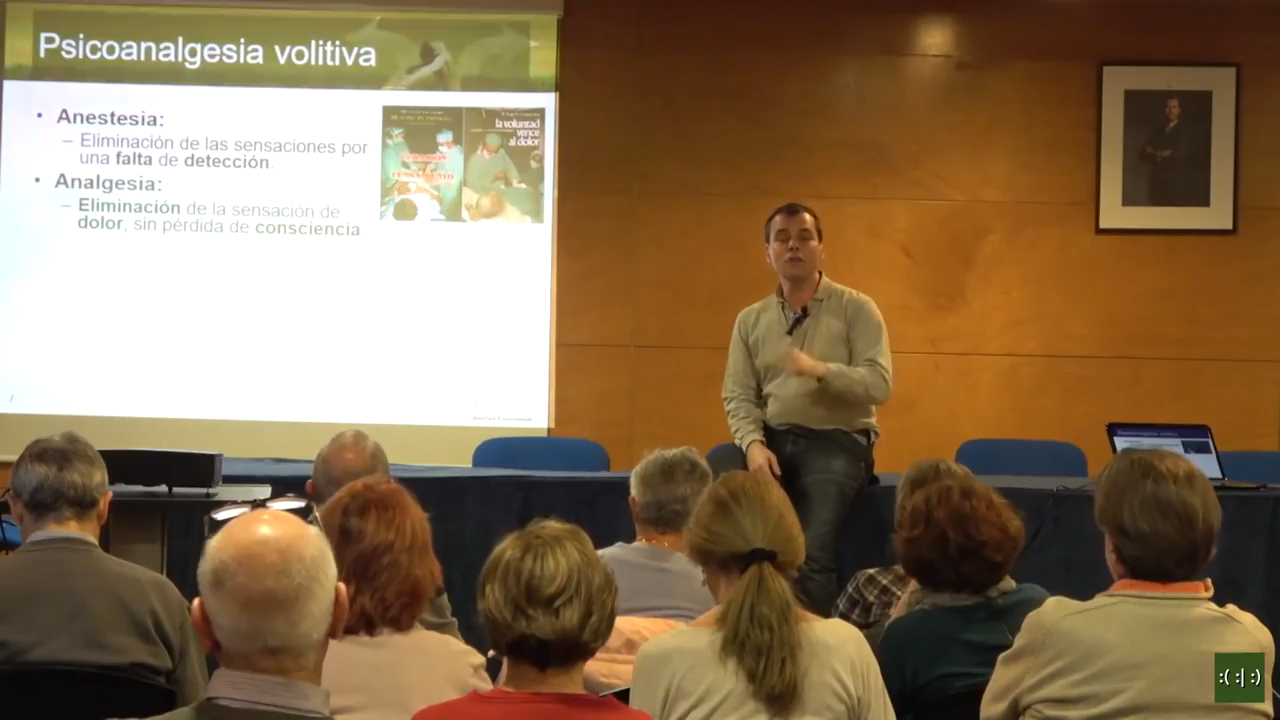 Psicoanalgesia volitiva
• Anestesia:
– Eliminación de las sensaciones por
una falta de detección.
• Analgesia:
– Eliminación de la sensación de
dolor, sin pérdida de consciencia
PENSAMIENTO
la voluntad
vence
al dolor
:( :| :)